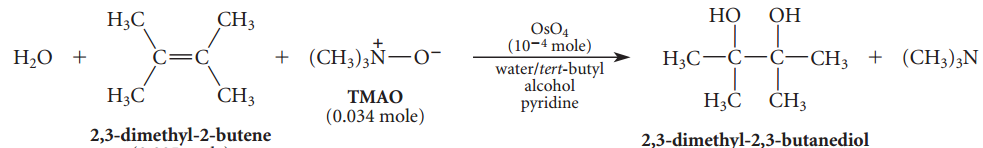 H₂O + H₃C CH₃ C=C H₃C CH₃ + (CH₃)₃N⁺—O⁻
TMAO
(0.034 mole)
2,3-dimethyl-2-butene
OsO₄
(10⁻⁴ mole)
water/tert-butyl
alcohol
pyridine
HO OH
H₃C—C—C—CH₃ + (CH₃)₃N
H₃C CH₃
2,3-dimethyl-2,3-butanediol